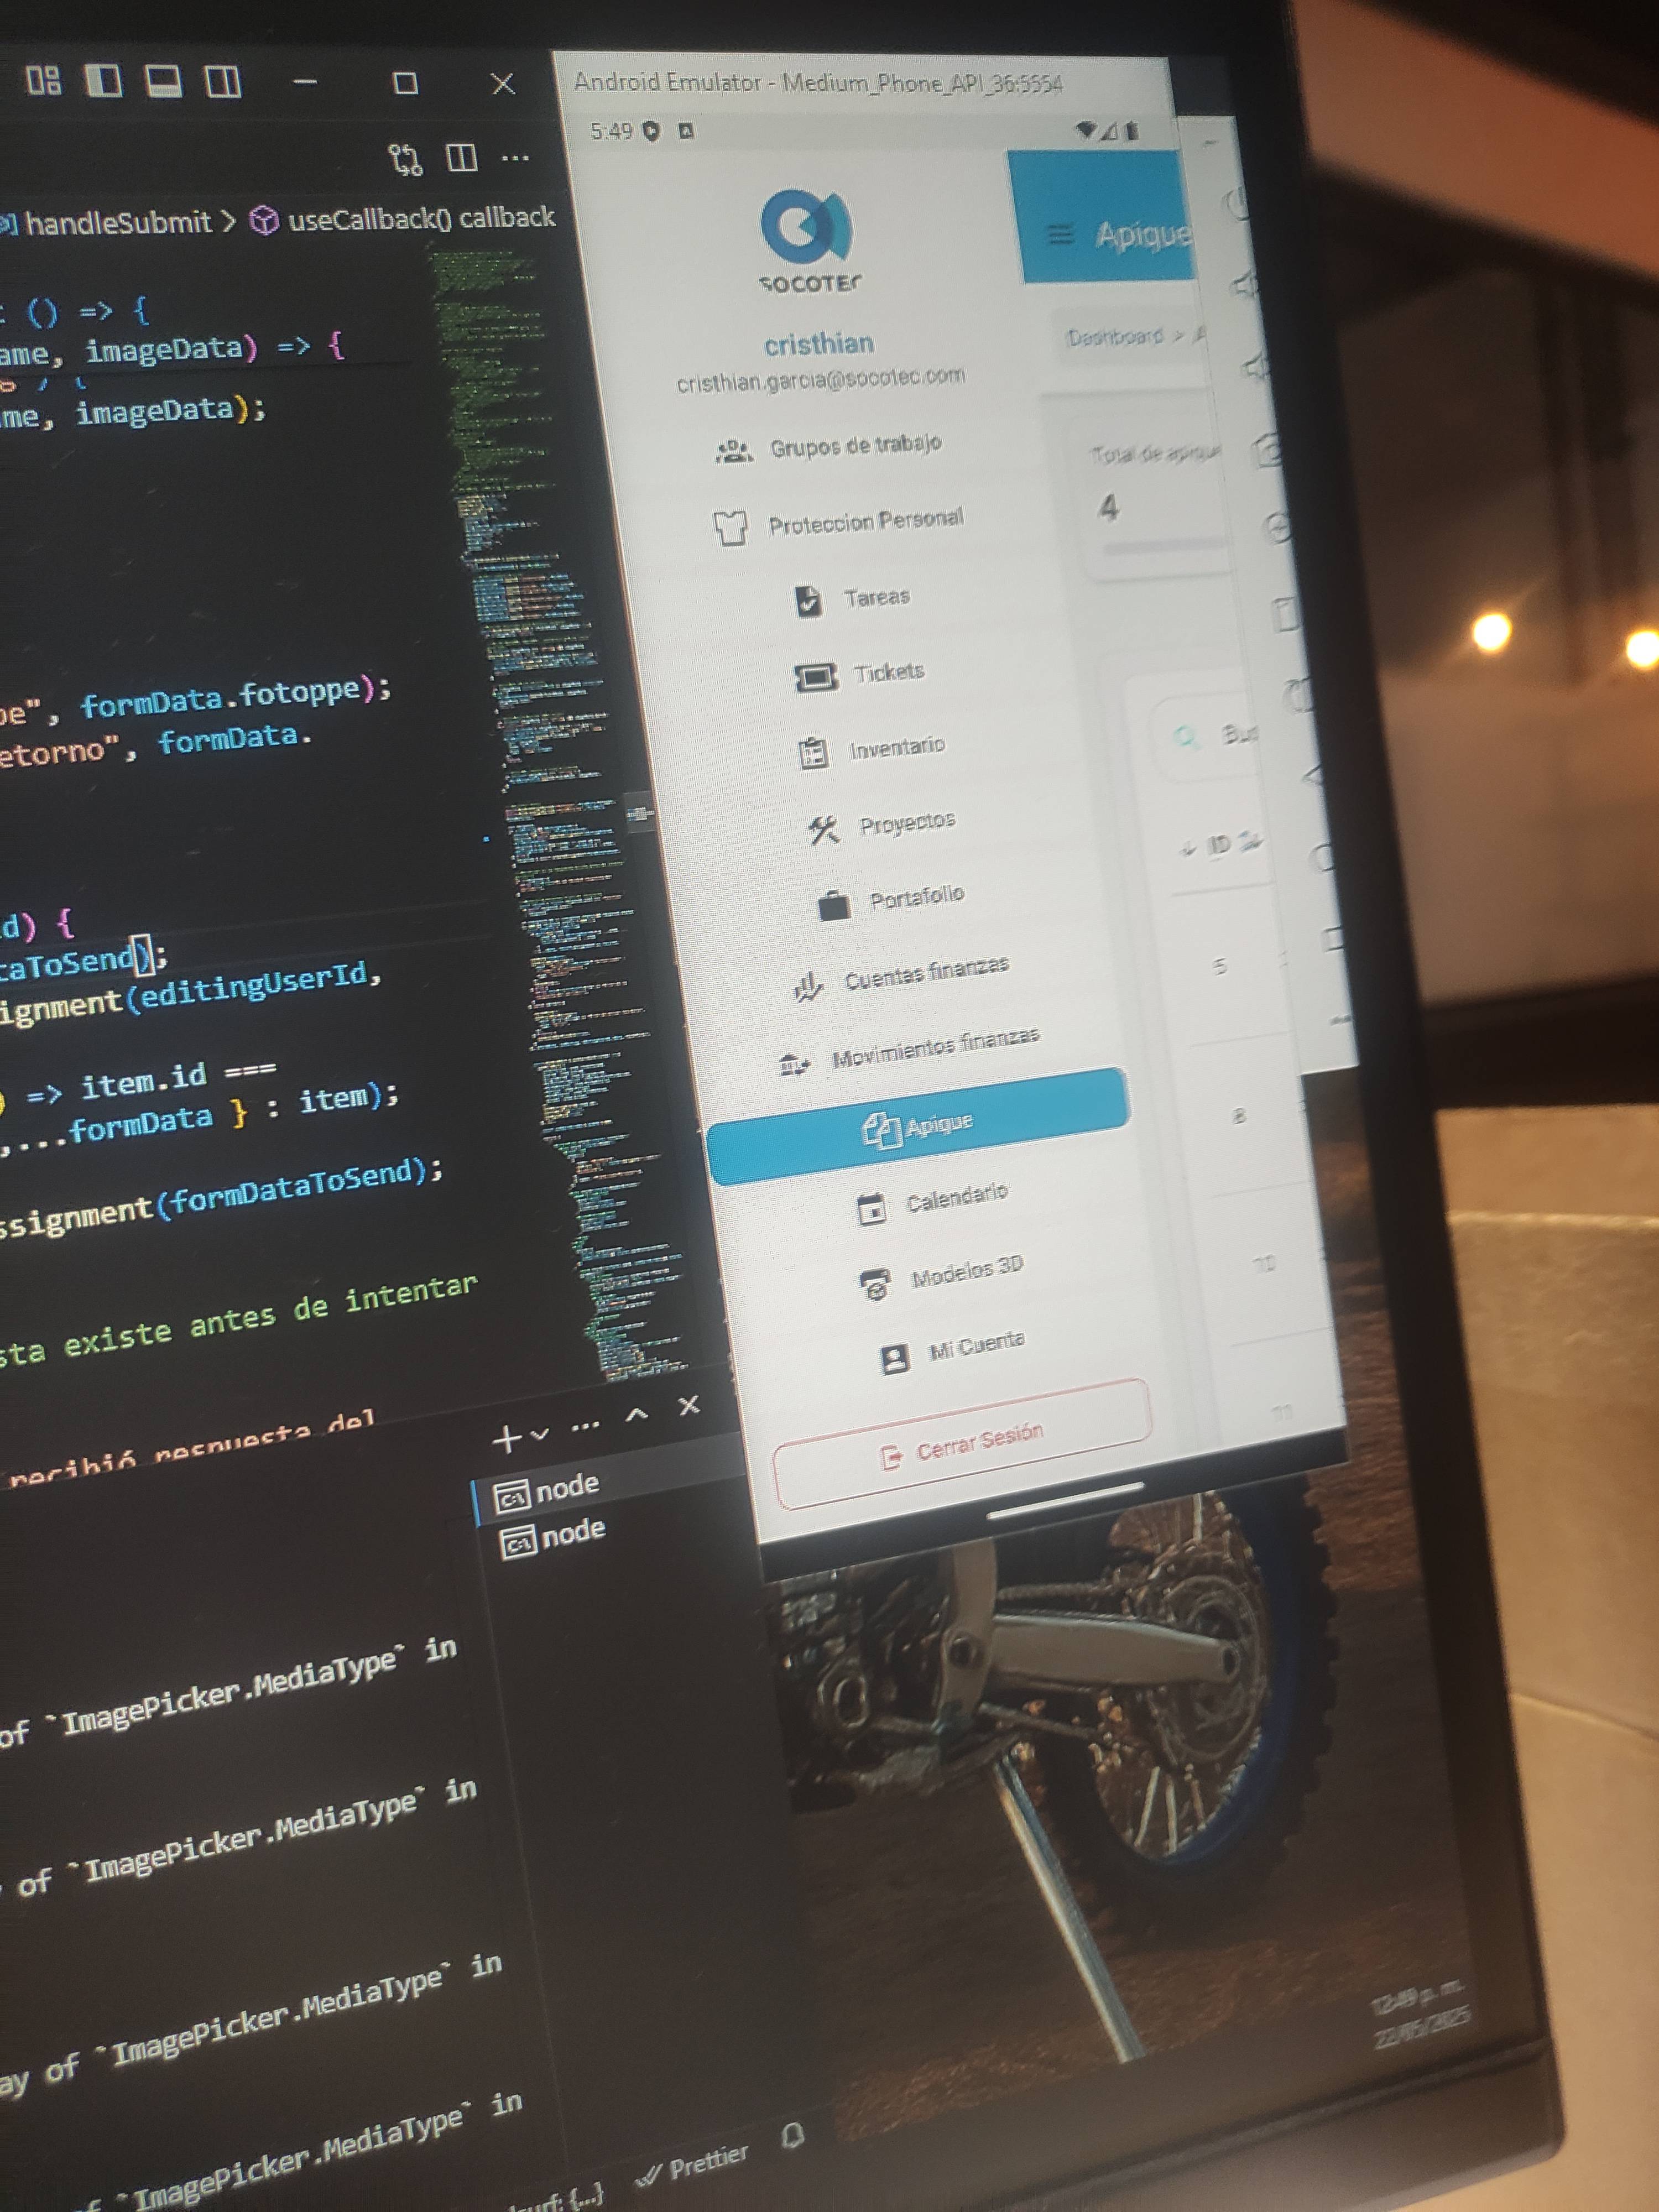 handleSubmit > useCallback() callback
() => {
ame, imageData) => {
me, imageData);
pe", formData.fotoppe);
etorno", formData.
d) {
taToSend);
ignment(editingUserId,
=> item.id ===
,...formData } : item);
ssignment(formDataToSend);
sta existe antes de intentar
recibió respuesta del
node
node
of `ImagePicker.MediaType` in
of `ImagePicker.MediaType` in
ay of `ImagePicker.MediaType` in
of `ImagePicker.MediaType` in
Prettier
Android Emulator - Medium_Phone_API_36:5554
5:49
SOCOTEC
cristhian
cristhian.garcia@socotec.com
Grupos de trabajo
Proteccion Personal
Tareas
Tickets
Inventario
Proyectos
Portafolio
Cuentas finanzas
Movimientos finanzas
Apique
Calendario
Modelos 3D
Mi Cuenta
Cerrar Sesión
Apique
Dashboard >
Total de apiqu
4
Bus
ID
5
8
10
11
12:49 p. m.
22/05/2025